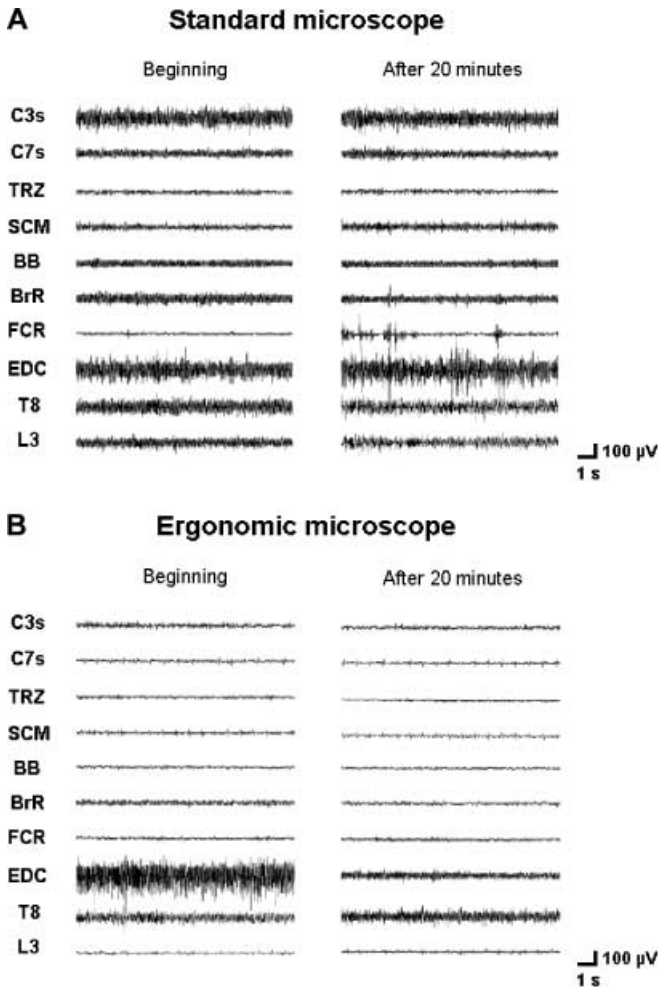 A Standard microscope
Beginning After 20 minutes
C3s
C7s
TRZ
SCM
BB
BrR
FCR
EDC
T8
L3
100 µV
1 s
B Ergonomic microscope
Beginning After 20 minutes
C3s
C7s
TRZ
SCM
BB
BrR
FCR
EDC
T8
L3
100 µV
1 s